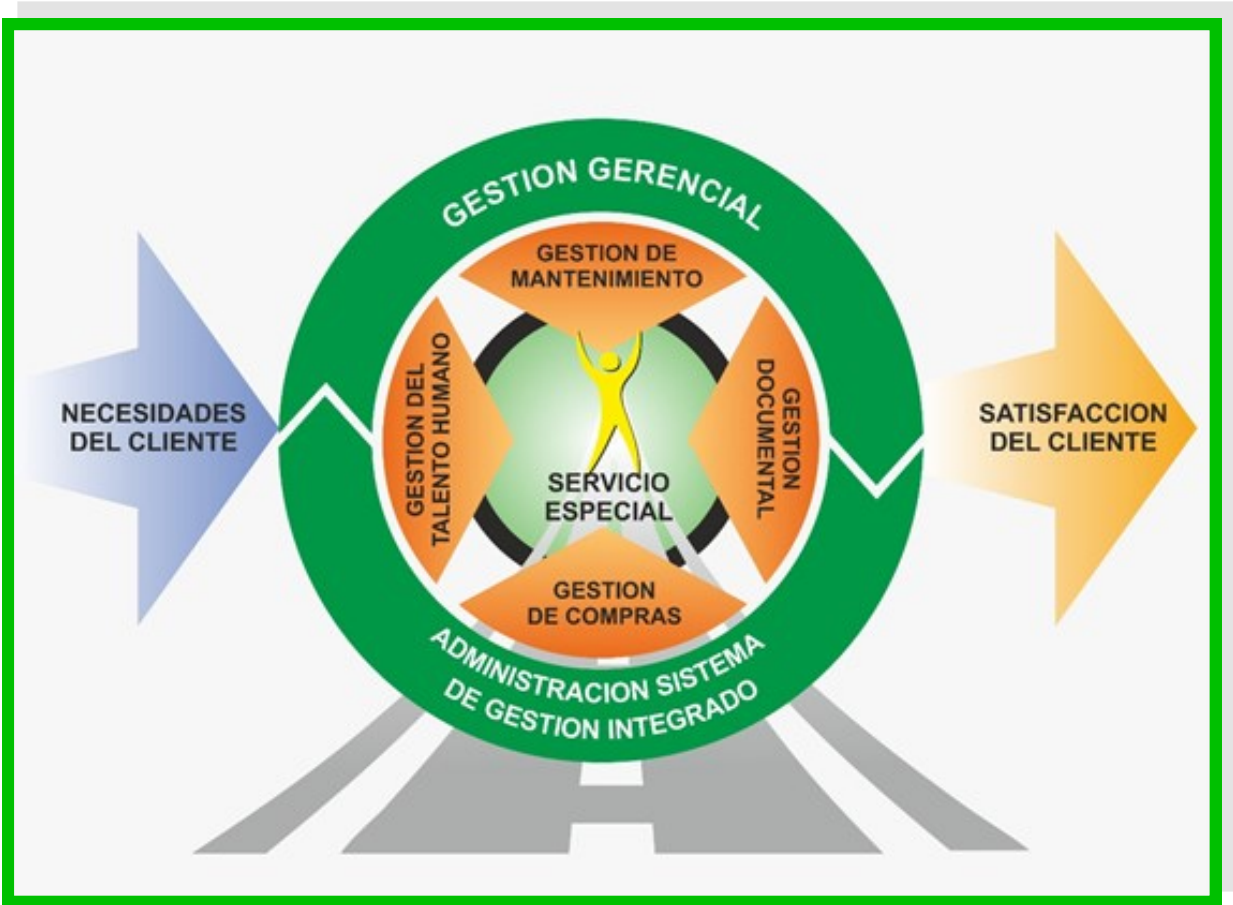 GESTION GERENCIAL
GESTION DE
MANTENIMIENTO
NECESIDADES
DEL CLIENTE
GESTION DEL
TALENTO HUMANO
SERVICIO
ESPECIAL
GESTION
DOCUMENTAL
SATISFACCION
DEL CLIENTE
GESTION
DE COMPRAS
ADMINISTRACION SISTEMA
DE GESTION INTEGRADO